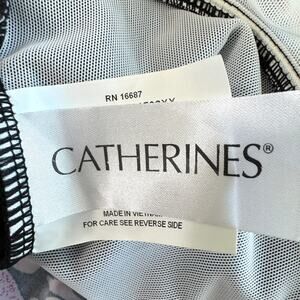 RN 16687
CATHERINES®
MADE IN VIETNAM
FOR CARE SEE REVERSE SIDE